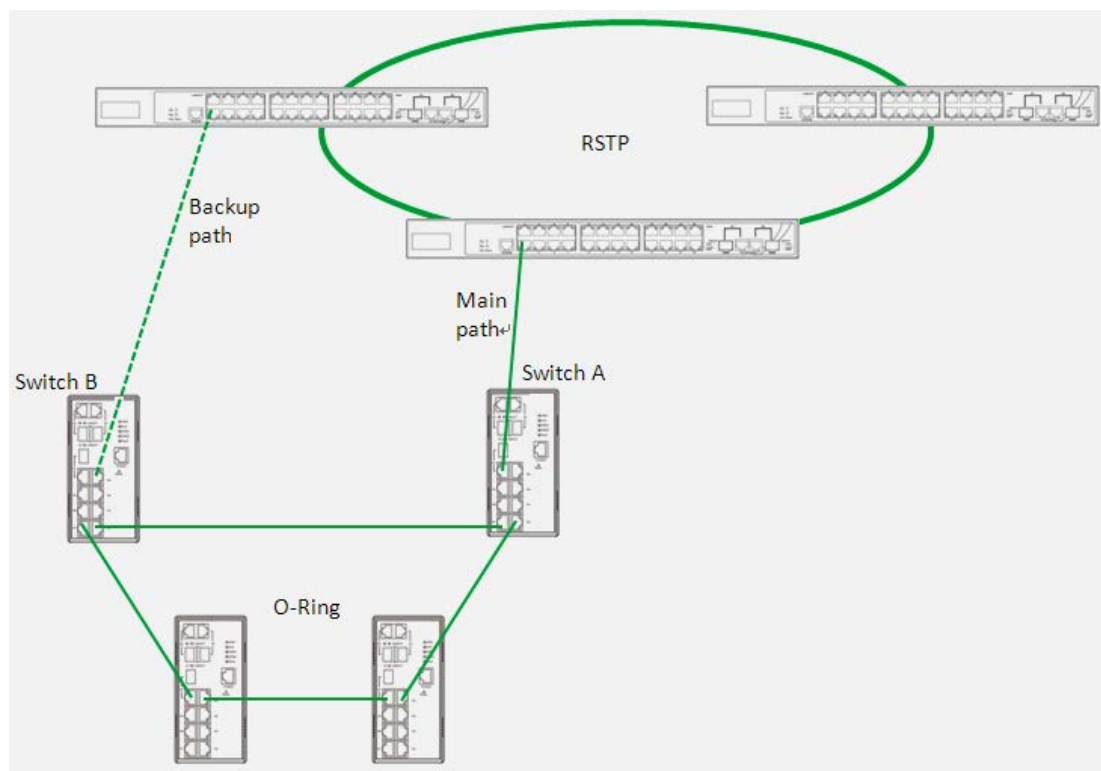 RSTP
Backup
path
Main
path↵
Switch B
Switch A
O-Ring